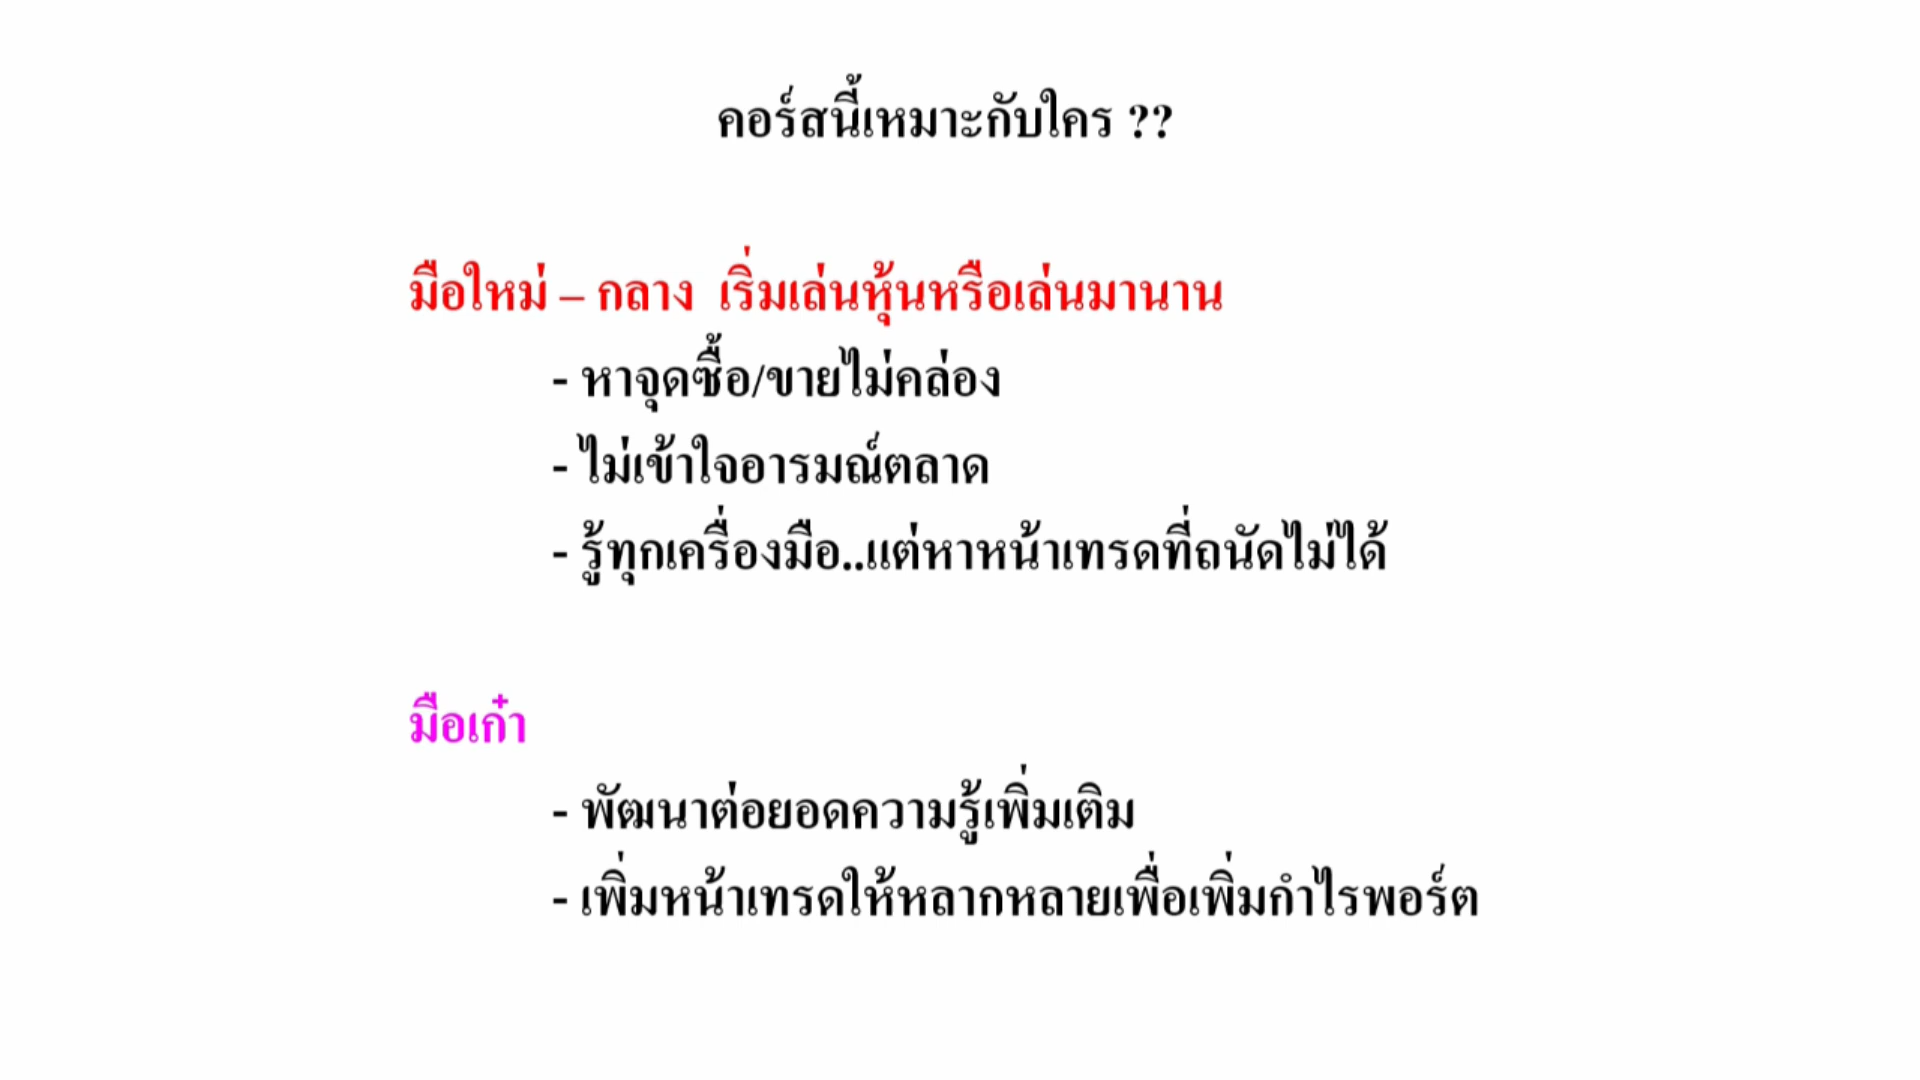 คอร์สนี้เหมาะกับใคร ??
มือใหม่ – กลาง เริ่มเล่นหุ้นหรือเล่นมานาน
- หาจุดซื้อ/ขายไม่คล่อง
- ไม่เข้าใจอารมณ์ตลาด
- รู้ทุกเครื่องมือ..แต่หาหน้าเทรดที่ถนัดไม่ได้
มือเก๋า
- พัฒนาต่อยอดความรู้เพิ่มเติม
- เพิ่มหน้าเทรดให้หลากหลายเพื่อเพิ่มกำไรพอร์ต